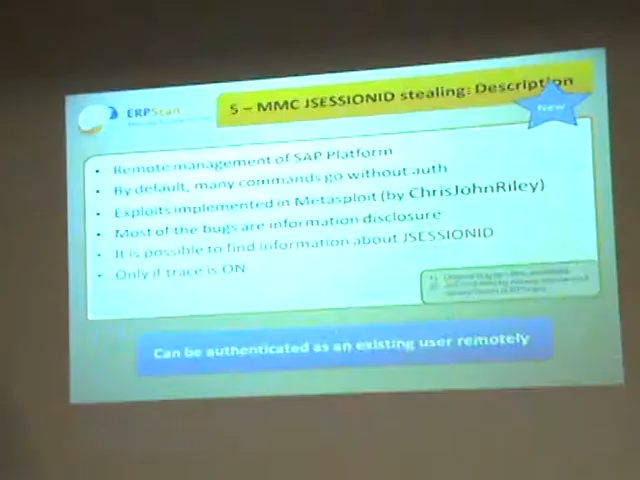 ERPScan
5 – MMC JSESSIONID stealing: Description
New
• Remote management of SAP Platform
• By default, many commands go without auth
• Exploits implemented in Metasploit (by ChrisJohnRiley)
• Most of the bugs are information disclosure
• It is possible to find information about JSESSIONID
• Only if trace is ON
Can be authenticated as an existing user remotely